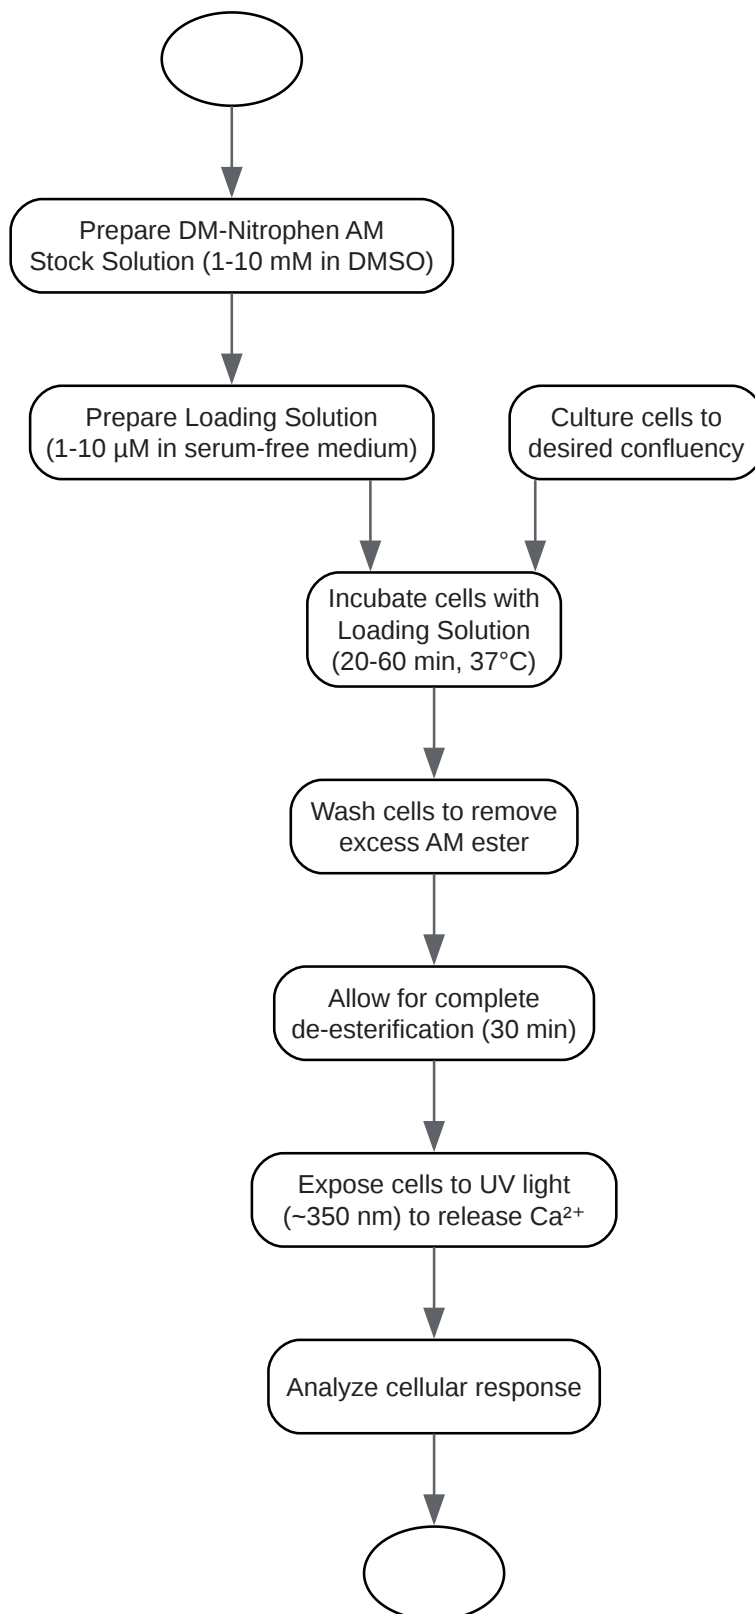 Prepare DM-Nitrophen AM
Stock Solution (1-10 mM in DMSO)
Prepare Loading Solution
(1-10 µM in serum-free medium)
Culture cells to
desired confluency
Incubate cells with
Loading Solution
(20-60 min, 37°C)
Wash cells to remove
excess AM ester
Allow for complete
de-esterification (30 min)
Expose cells to UV light
(~350 nm) to release Ca²⁺
Analyze cellular response